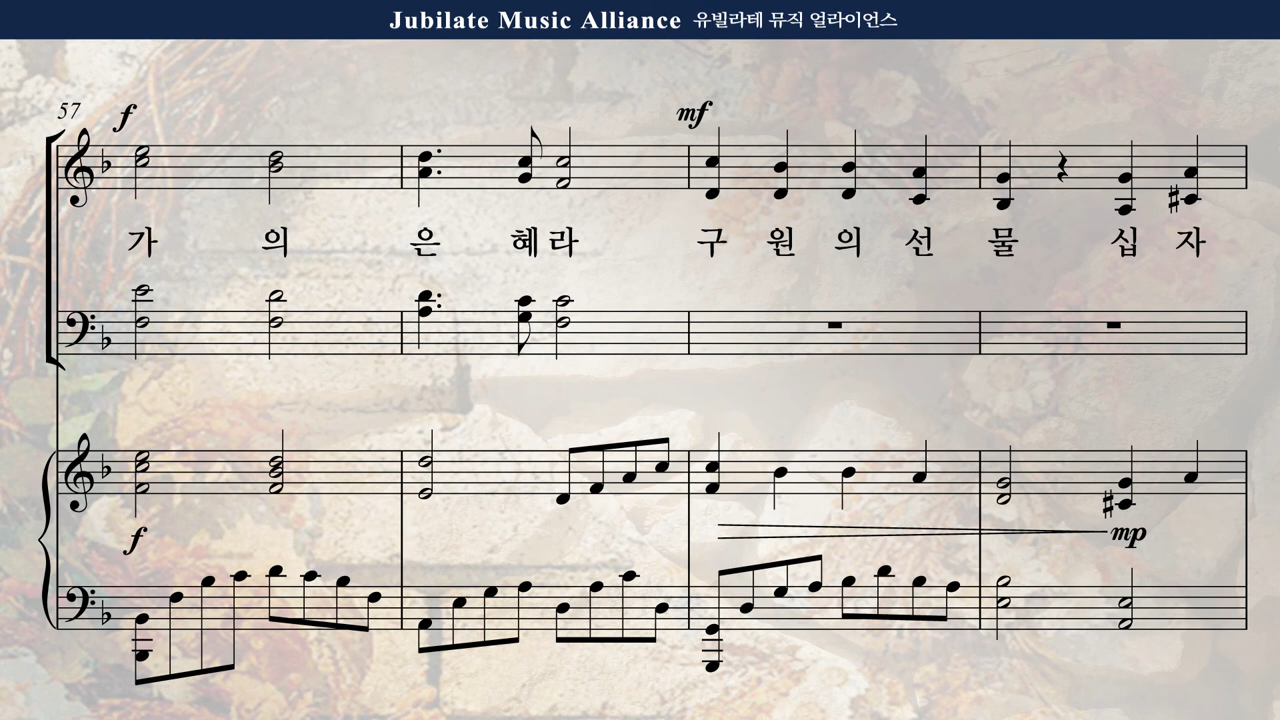 Jubilate Music Alliance 유빌라테 뮤직 얼라이언스
57
f
mf
가 의 은 혜 라 구 원 의 선 물 십 자
f
mp